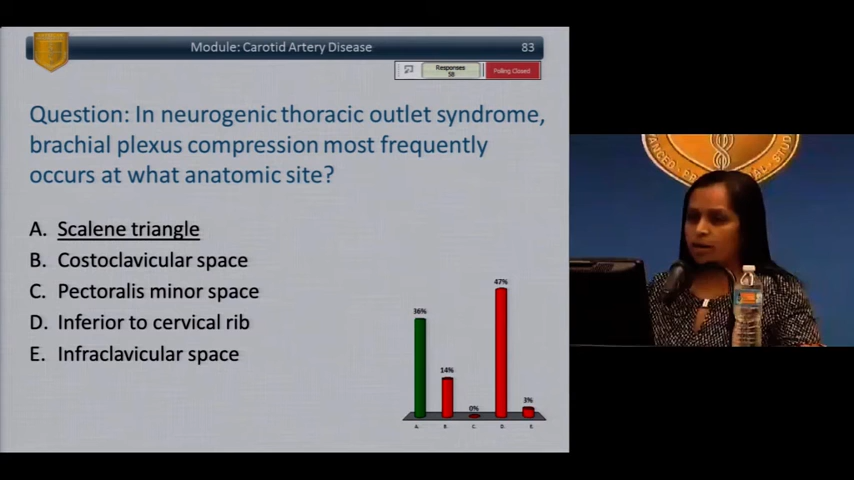 Module: Carotid Artery Disease
83
Responses
58
Polling Closed
Question: In neurogenic thoracic outlet syndrome,
brachial plexus compression most frequently
occurs at what anatomic site?
A. Scalene triangle
B. Costoclavicular space
C. Pectoralis minor space
D. Inferior to cervical rib
E. Infraclavicular space
36%
14%
0%
47%
3%
A.
B.
C.
D.
E.